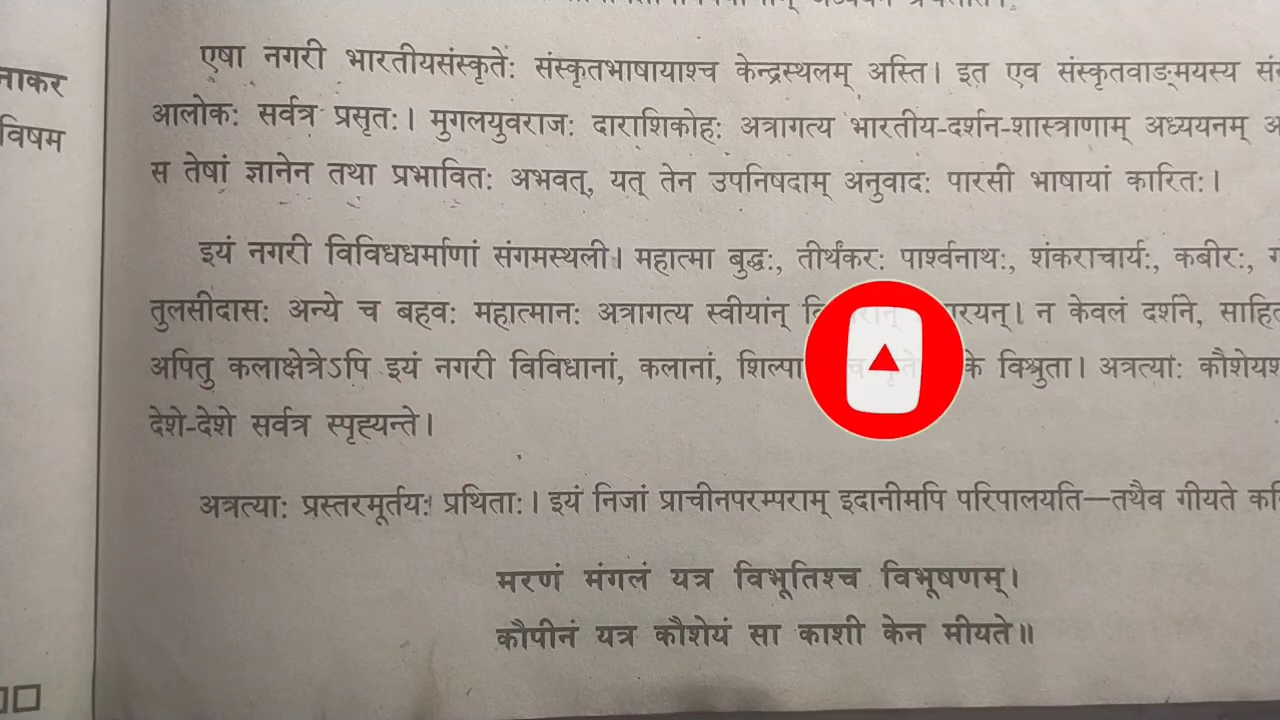 नाकर
विषम
एषा नगरी भारतीयसंस्कृतेः संस्कृतभाषायाश्च केन्द्रस्थलम् अस्ति। इत एव संस्कृतवाङ्मयस्य
आलोकः सर्वत्र प्रसृतः। मुगलयुवराजः दाराशिकोहः अत्रागत्य भारतीय-दर्शन-शास्त्राणाम् अध्ययनम्
स तेषां ज्ञानेन तथा प्रभावितः अभवत्, यत् तेन उपनिषदाम् अनुवादः पारसी भाषायां कारितः।
इयं नगरी विविधधर्माणां संगमस्थली। महात्मा बुद्धः, तीर्थंकरः पार्श्वनाथः, शंकराचार्यः, कबीरः,
तुलसीदासः अन्ये च बहवः महात्मानः अत्रागत्य स्वीयांन् न केवलं दर्शने,
अपितु कलाक्षेत्रेऽपि इयं नगरी विविधानां, कलानां, विश्रुता। अत्रत्याः
देशे-देशे सर्वत्र स्पृह्यन्ते।
अत्रत्याः प्रस्तरमूर्तयः प्रथिताः। इयं निजां प्राचीनपरम्पराम् इदानीमपि परिपालयति—तथैव गीयते
मरणं मंगलं यत्र विभूतिश्च विभूषणम्।
कौपीनं यत्र कौशेयं सा काशी केन मीयते॥